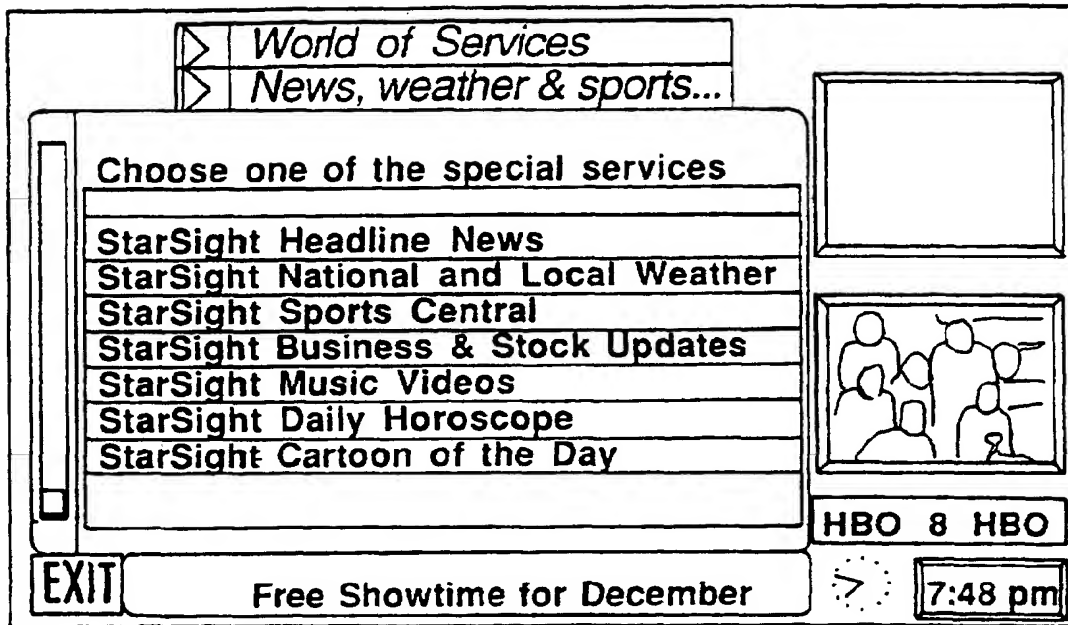 World of Services
News, weather & sports...
Choose one of the special services
StarSight Headline News
StarSight National and Local Weather
StarSight Sports Central
StarSight Business & Stock Updates
StarSight Music Videos
StarSight Daily Horoscope
StarSight Cartoon of the Day
HBO 8 HBO
EXIT
Free Showtime for December
7:48 pm